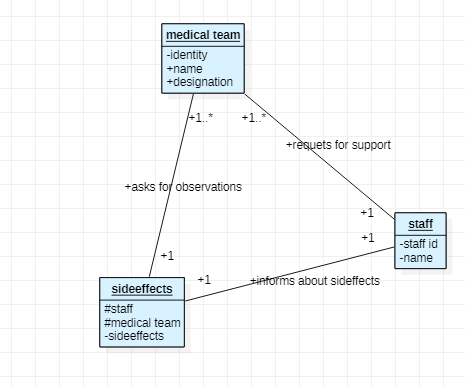 medical team
-identity
+name
+designation
+1..*
+1..*
+requets for support
+asks for observations
+1
staff
-staff id
-name
+1
+1
+1
+informs about sideffects
sideeffects
#staff
#medical team
-sideeffects